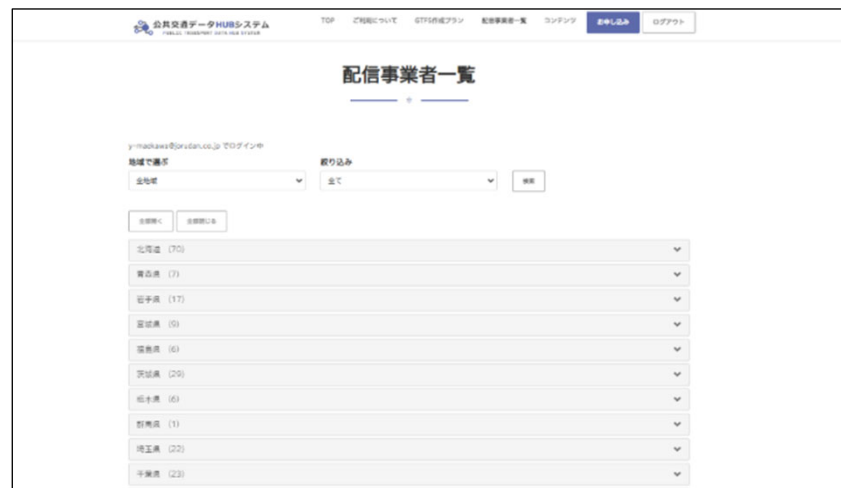 公共交通データHUBシステム
PUBLIC TRANSPORT DATA HUB SYSTEM
TOP ご利用について GTFS作成プラン 配信事業者一覧 コンテンツ お申し込み ログアウト
配信事業者一覧
y-maekawa@jorudan.co.jp でログイン中
地域で選ぶ 絞り込み
全地域 全て 検索
全部開く 全部閉じる
北海道 (70)
青森県 (7)
岩手県 (17)
宮城県 (9)
福島県 (6)
茨城県 (29)
栃木県 (6)
群馬県 (1)
埼玉県 (22)
千葉県 (23)